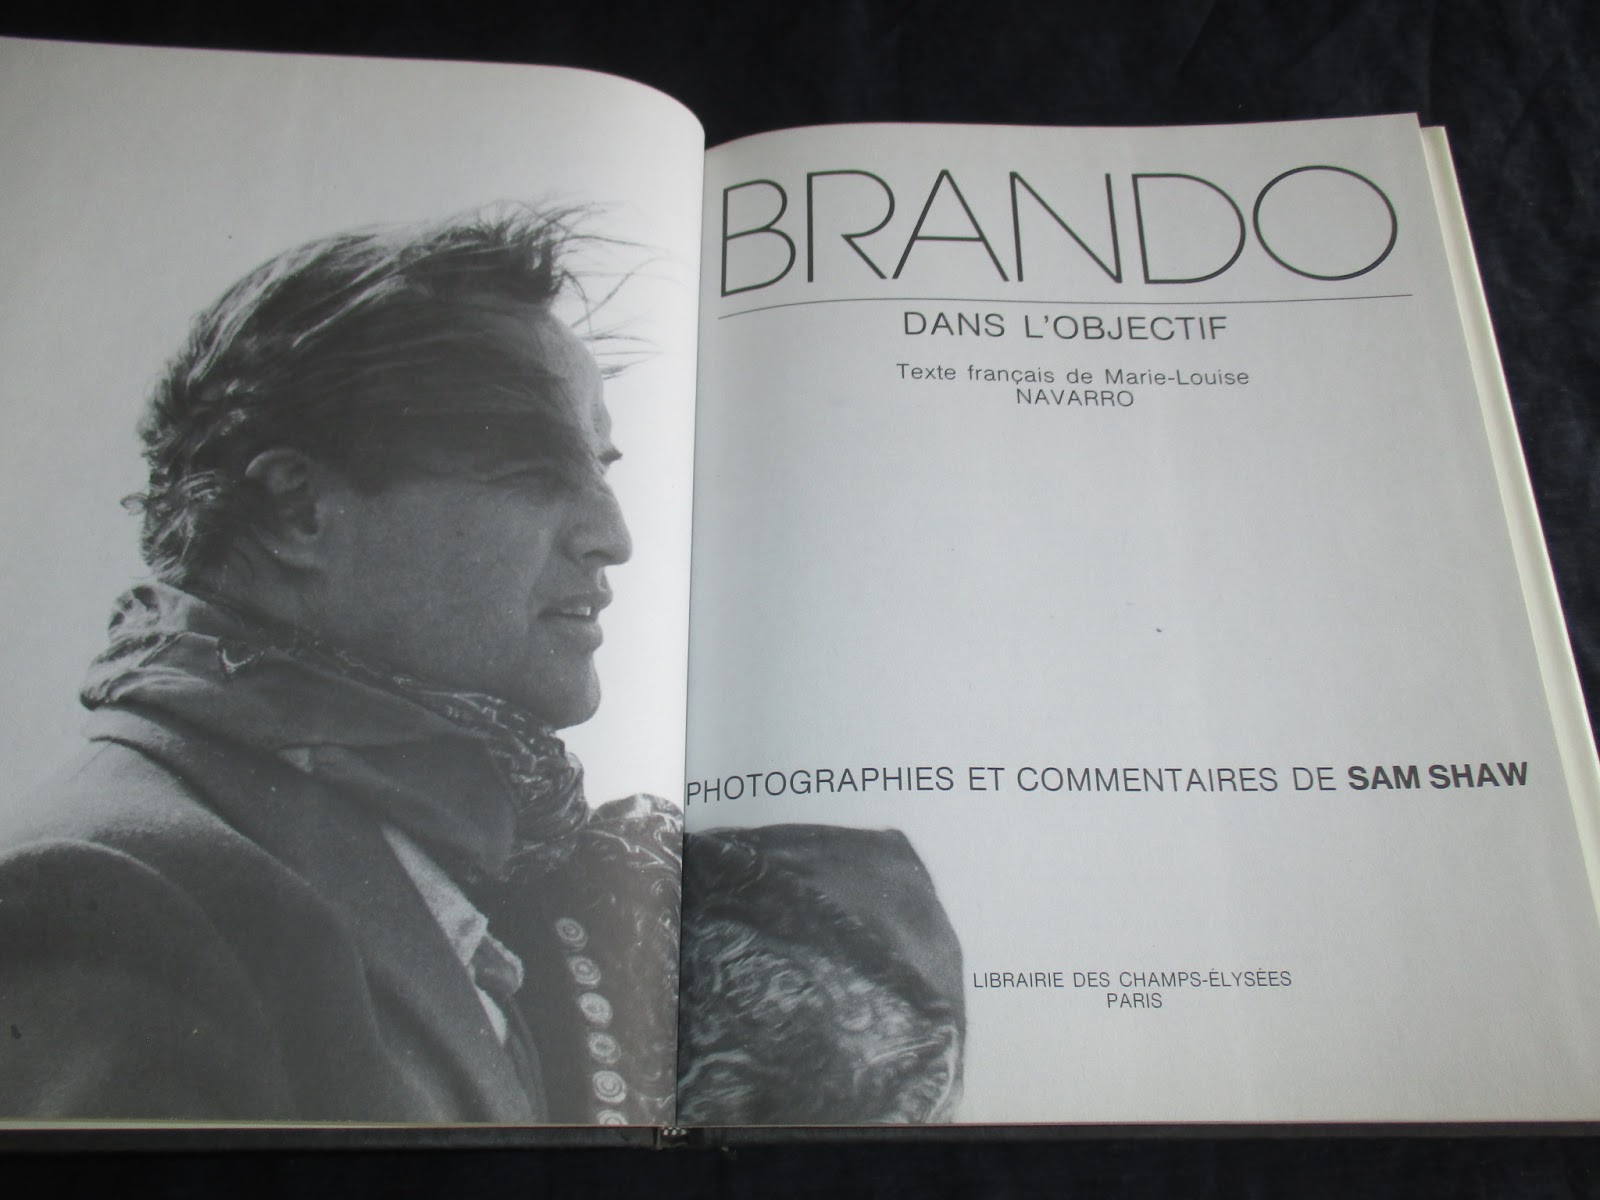 BRANDO
DANS L'OBJECTIF
Texte français de Marie-Louise
NAVARRO
PHOTOGRAPHIES ET COMMENTAIRES DE SAM SHAW
LIBRAIRIE DES CHAMPS-ÉLYSÉES
PARIS